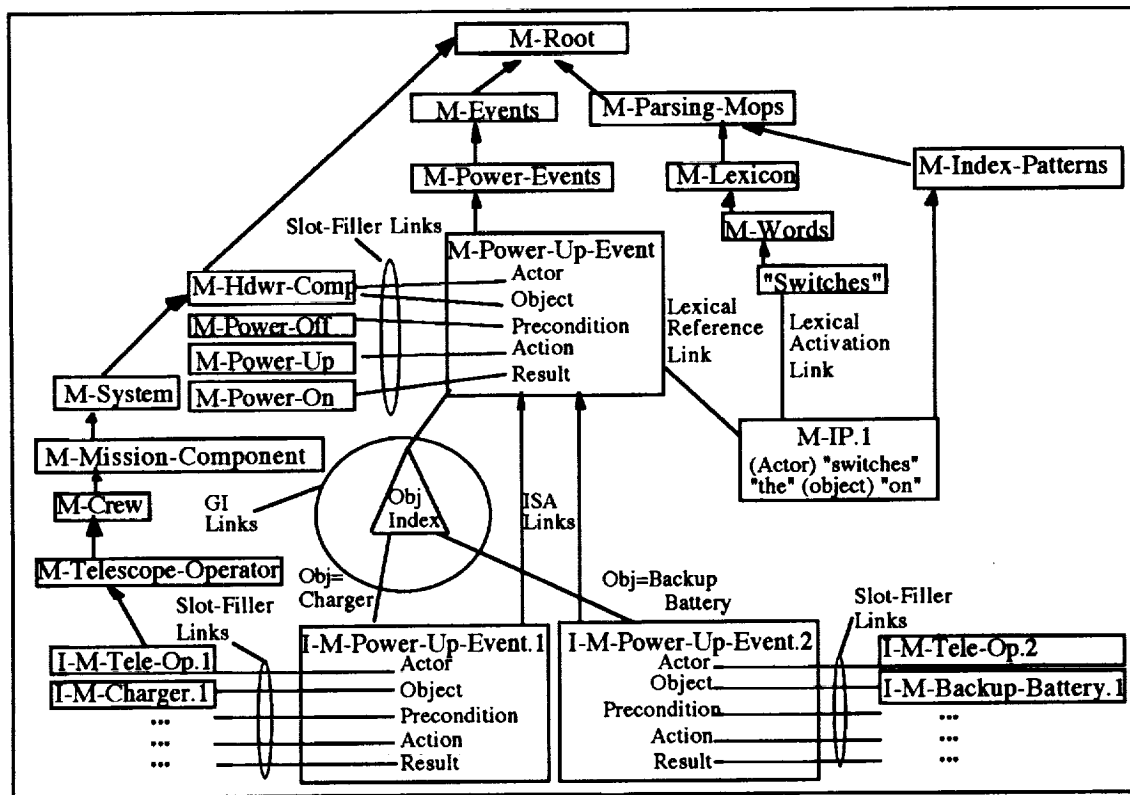 M-Root
M-Events
M-Parsing-Mops
M-Power-Events
M-Lexicon
M-Index-Patterns
M-Words
"Switches"
Slot-Filler Links
M-Power-Up-Event
Actor
Object
Precondition
Action
Result
M-Hdwr-Comp
M-Power-Off
M-Power-Up
M-Power-On
Lexical
Reference
Link
Lexical
Activation
Link
M-System
M-Mission-Component
M-Crew
M-Telescope-Operator
M-IP.1
(Actor) "switches"
"the" (object) "on"
GI
Links
Obj
Index
ISA
Links
Obj=
Charger
Obj=Backup
Battery
Slot-Filler
Links
Slot-Filler
Links
I-M-Tele-Op.1
I-M-Charger.1
...
...
...
I-M-Power-Up-Event.1
Actor
Object
Precondition
Action
Result
I-M-Power-Up-Event.2
Actor
Object
Precondition
Action
Result
I-M-Tele-Op.2
I-M-Backup-Battery.1
...
...
...